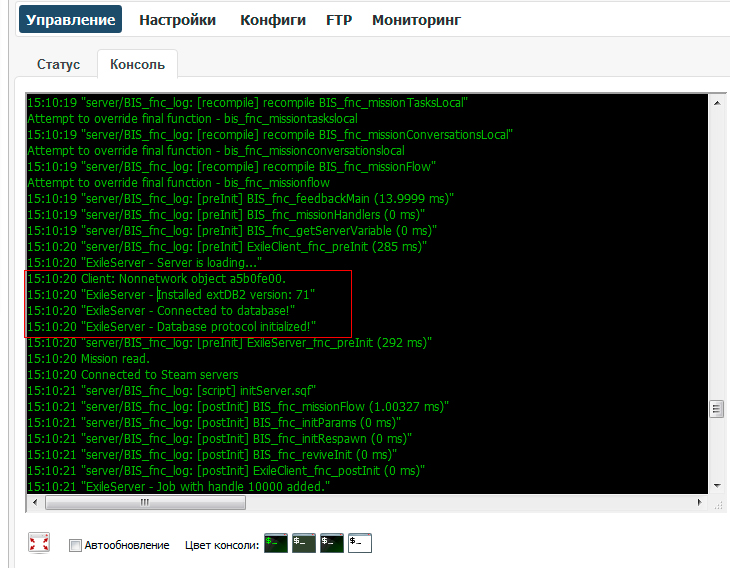 Управление Настройки Конфиги FTP Мониторинг
Статус Консоль
15:10:19 "server/BIS_fnc_log: [recompile] recompile BIS_fnc_missionTasksLocal"
Attempt to override final function - bis_fnc_missiontaskslocal
15:10:19 "server/BIS_fnc_log: [recompile] recompile BIS_fnc_missionConversationsLocal"
Attempt to override final function - bis_fnc_missionconversationslocal
15:10:19 "server/BIS_fnc_log: [recompile] recompile BIS_fnc_missionFlow"
Attempt to override final function - bis_fnc_missionflow
15:10:19 "server/BIS_fnc_log: [preInit] BIS_fnc_feedbackMain (13.9999 ms)"
15:10:19 "server/BIS_fnc_log: [preInit] BIS_fnc_missionHandlers (0 ms)"
15:10:19 "server/BIS_fnc_log: [preInit] BIS_fnc_getServerVariable (0 ms)"
15:10:20 "server/BIS_fnc_log: [preInit] ExileClient_fnc_preInit (285 ms)"
15:10:20 "ExileServer - Server is loading..."
15:10:20 Client: Nonnetwork object a5b0fe00.
15:10:20 "ExileServer - Installed extDB2 version: 71"
15:10:20 "ExileServer - Connected to database!"
15:10:20 "ExileServer - Database protocol initialized!"
15:10:20 "server/BIS_fnc_log: [preInit] ExileServer_fnc_preInit (292 ms)"
15:10:20 Mission read.
15:10:20 Connected to Steam servers
15:10:21 "server/BIS_fnc_log: [script] initServer.sqf"
15:10:21 "server/BIS_fnc_log: [postInit] BIS_fnc_missionFlow (1.00327 ms)"
15:10:21 "server/BIS_fnc_log: [postInit] BIS_fnc_initParams (0 ms)"
15:10:21 "server/BIS_fnc_log: [postInit] BIS_fnc_initRespawn (0 ms)"
15:10:21 "server/BIS_fnc_log: [postInit] BIS_fnc_reviveInit (0 ms)"
15:10:21 "server/BIS_fnc_log: [postInit] ExileClient_fnc_postInit (0 ms)"
15:10:21 "ExileServer - Job with handle 10000 added."
Автообновление Цвет консоли: $_ $_ $_ $_